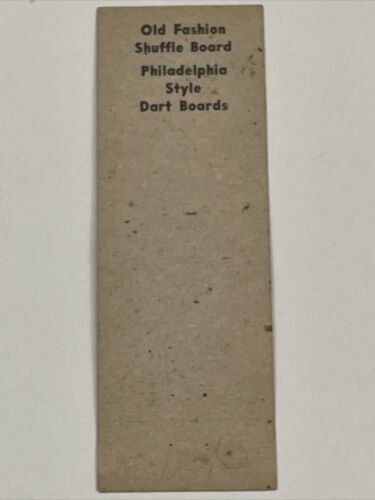 Old Fashion
Shuffle Board
Philadelphia
Style
Dart Boards